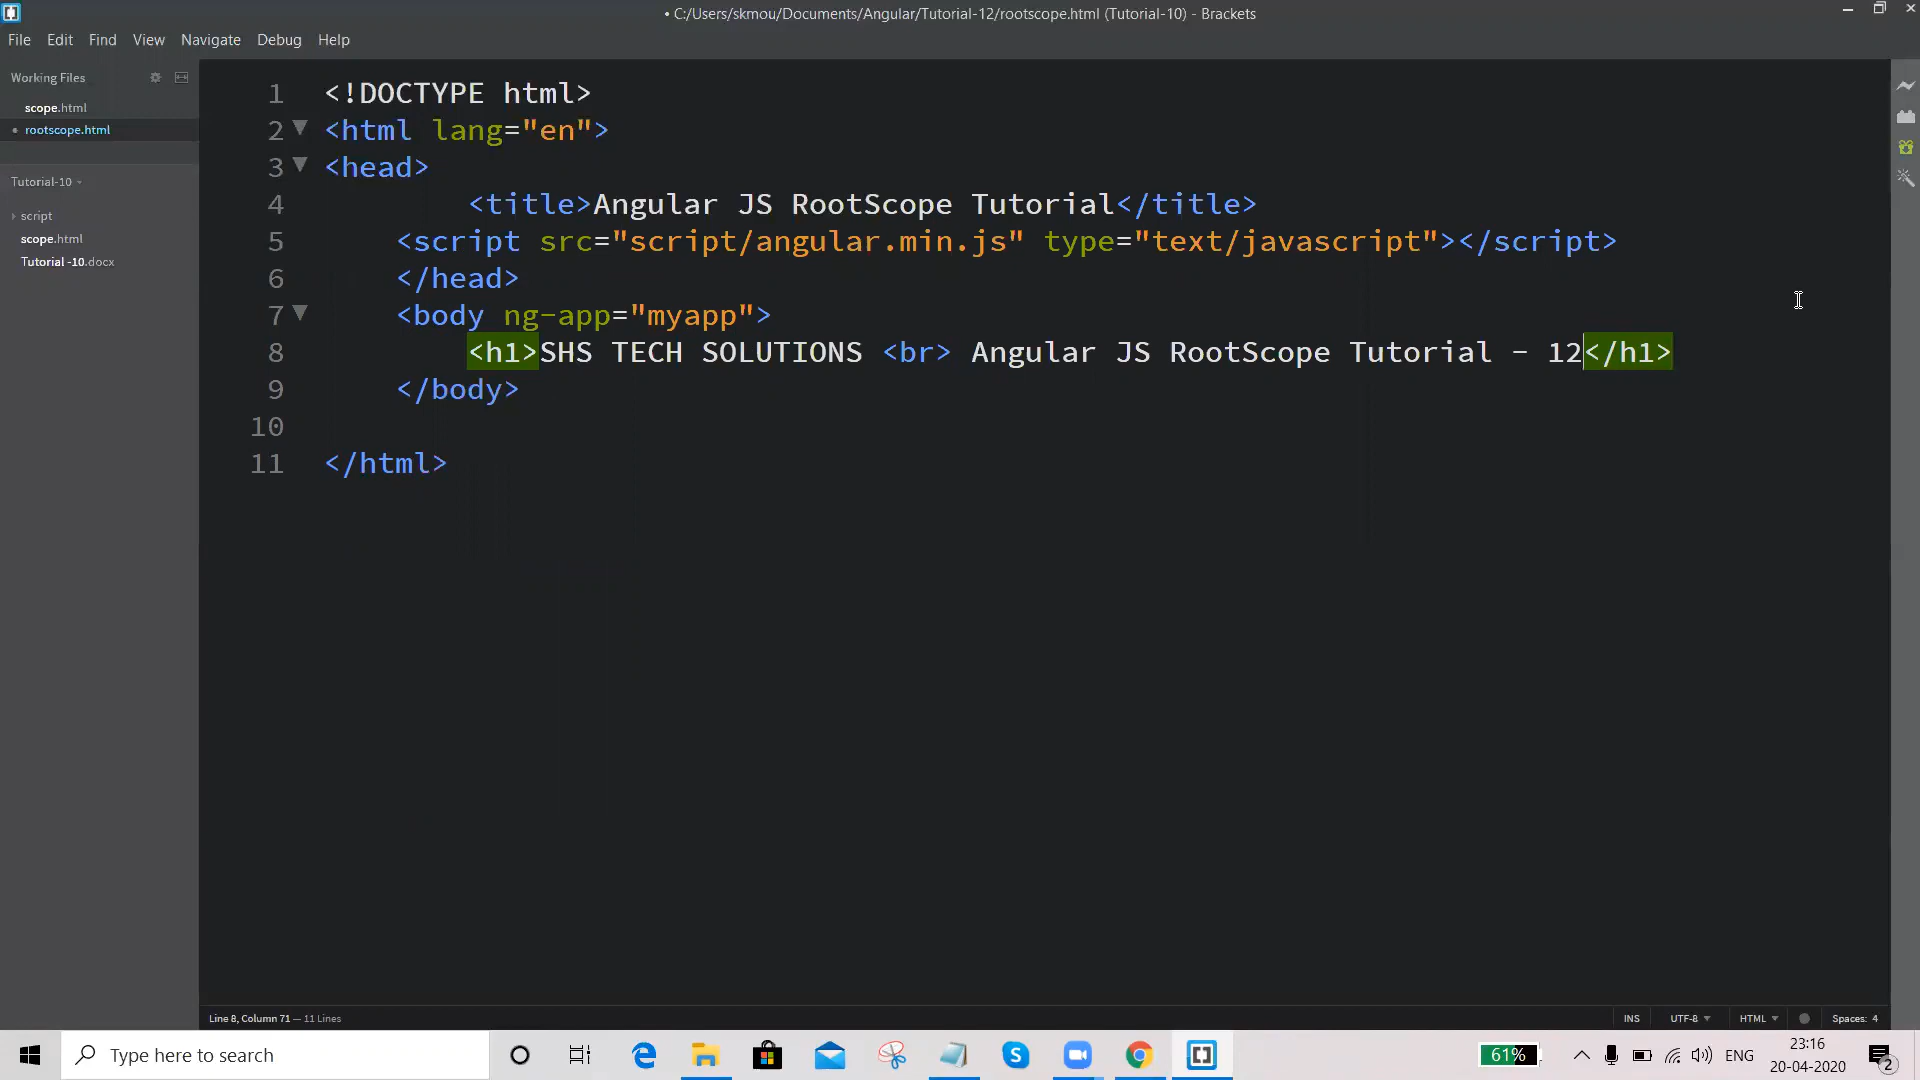 • C:/Users/skmou/Documents/Angular/Tutorial-12/rootscope.html (Tutorial-10) - Brackets
File Edit Find View Navigate Debug Help
Working Files
scope.html
• rootscope.html
Tutorial-10
script
scope.html
Tutorial -10.docx
1 <!DOCTYPE html>
2 <html lang="en">
3 <head>
4 <title>Angular JS RootScope Tutorial</title>
5 <script src="script/angular.min.js" type="text/javascript"></script>
6 </head>
7 <body ng-app="myapp">
8 <h1>SHS TECH SOLUTIONS <br> Angular JS RootScope Tutorial - 12</h1>
9 </body>
10
11 </html>
Line 8, Column 71 — 11 Lines
INS UTF-8 HTML Spaces: 4
Type here to search
61%
ENG
23:16
20-04-2020
2